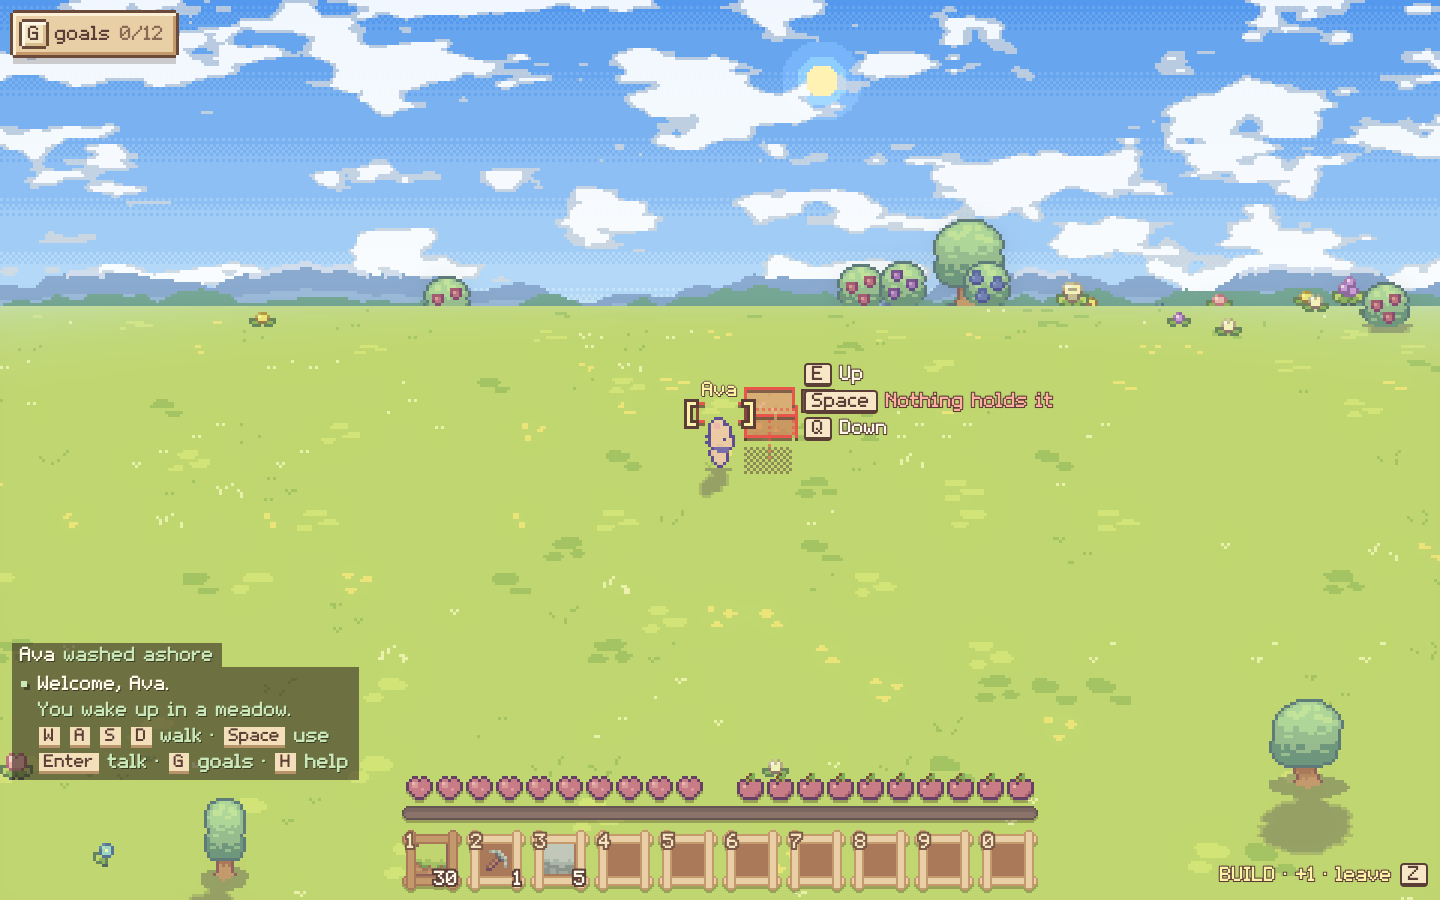 G goals 0/12
Ava
E Up
Space Nothing holds it
Q Down
Ava washed ashore
Welcome, Ava.
You wake up in a meadow.
W A S D walk · Space use
Enter talk · G goals · H help
1 2 3 4 5 6 7 8 9 0
30 1 5
BUILD · +1 · leave Z